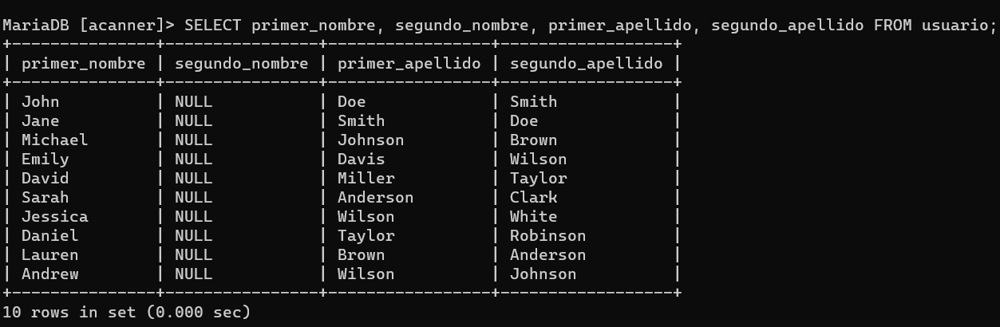 MariaDB [acanner]> SELECT primer_nombre, segundo_nombre, primer_apellido, segundo_apellido FROM usuario;
+---------------+----------------+-----------------+------------------+
| primer_nombre | segundo_nombre | primer_apellido | segundo_apellido |
+---------------+----------------+-----------------+------------------+
| John          | NULL           | Doe             | Smith            |
| Jane          | NULL           | Smith           | Doe              |
| Michael       | NULL           | Johnson         | Brown            |
| Emily         | NULL           | Davis           | Wilson           |
| David         | NULL           | Miller          | Taylor           |
| Sarah         | NULL           | Anderson        | Clark            |
| Jessica       | NULL           | Wilson          | White            |
| Daniel        | NULL           | Taylor          | Robinson         |
| Lauren        | NULL           | Brown           | Anderson         |
| Andrew        | NULL           | Wilson          | Johnson          |
+---------------+----------------+-----------------+------------------+
10 rows in set (0.000 sec)